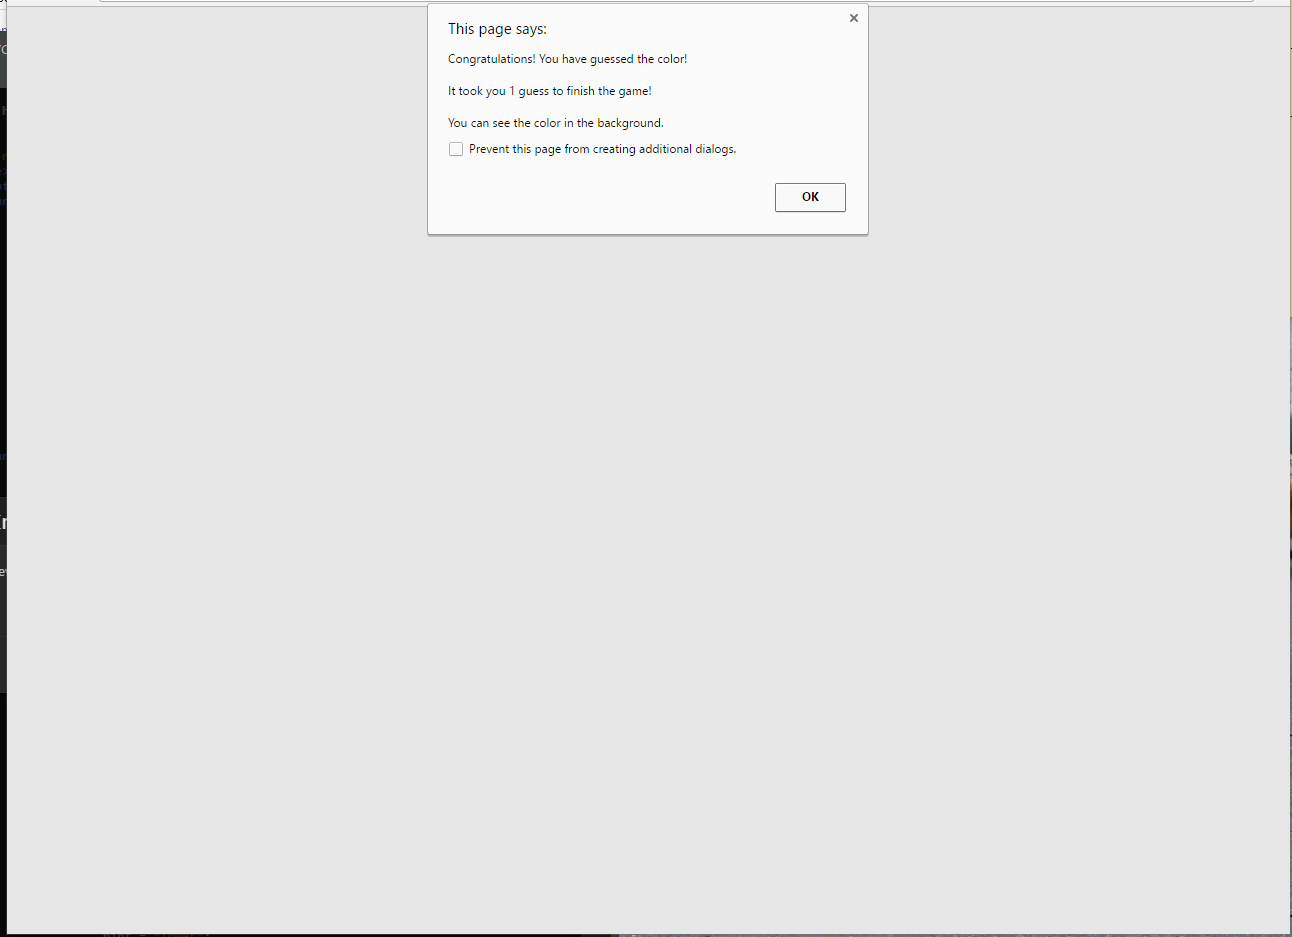 This page says:
Congratulations! You have guessed the color!
It took you 1 guess to finish the game!
You can see the color in the background.
Prevent this page from creating additional dialogs.
OK